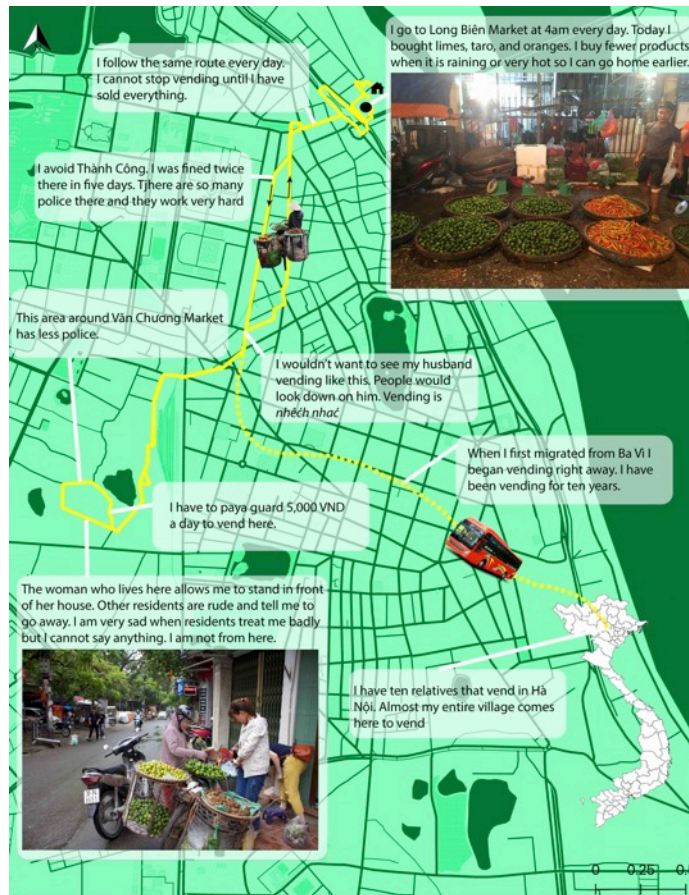 I go to Long Biên Market at 4am every day. Today I
bought limes, taro, and oranges. I buy fewer products
when it is raining or very hot so I can go home earlier.
I follow the same route every day.
I cannot stop vending until I have
sold everything.
I avoid Thành Công. I was fined twice
there in five days. Tjhere are so many
police there and they work very hard
This area around Văn Chương Market
has less police.
I wouldn't want to see my husband
vending like this. People would
look down on him. Vending is
nhếch nhác
When I first migrated from Ba Vì I
began vending right away. I have
been vending for ten years.
I have to paya guard 5,000 VND
a day to vend here.
The woman who lives here allows me to stand in front
of her house. Other residents are rude and tell me to
go away. I am very sad when residents treat me badly
but I cannot say anything. I am not from here.
I have ten relatives that vend in Hà
Nội. Almost my entire village comes
here to vend
0 0.25